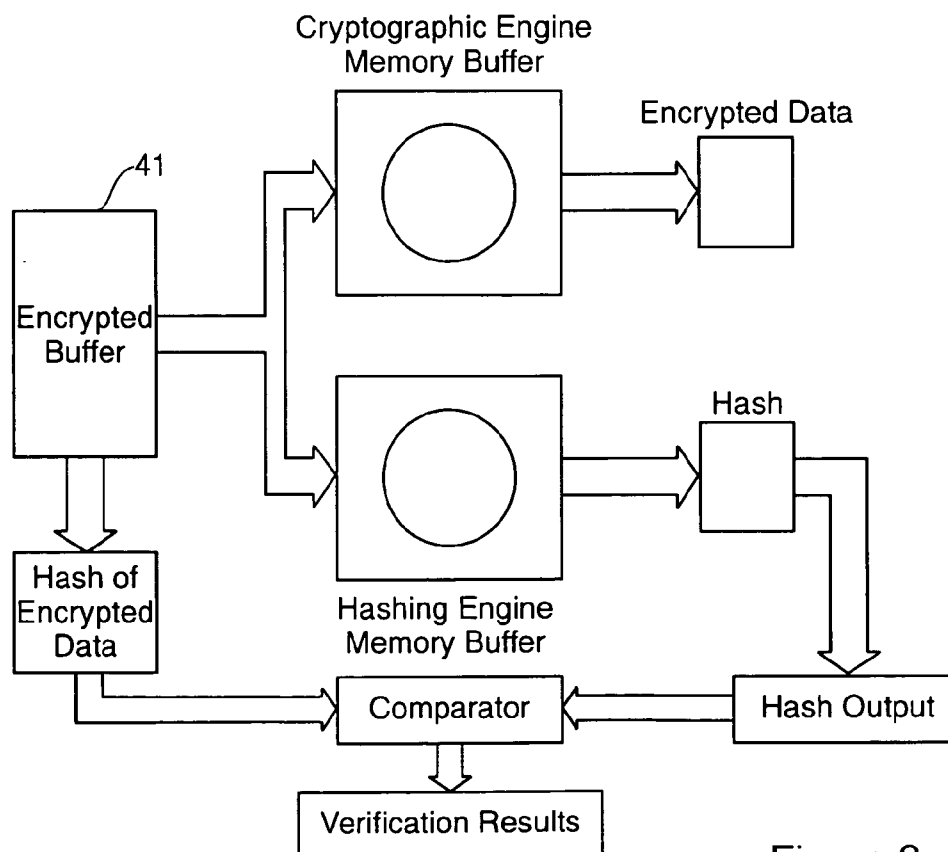 Cryptographic Engine
Memory Buffer
Encrypted Data
41
Encrypted
Buffer
Hash
Hash of
Encrypted
Data
Hashing Engine
Memory Buffer
Comparator
Hash Output
Verification Results